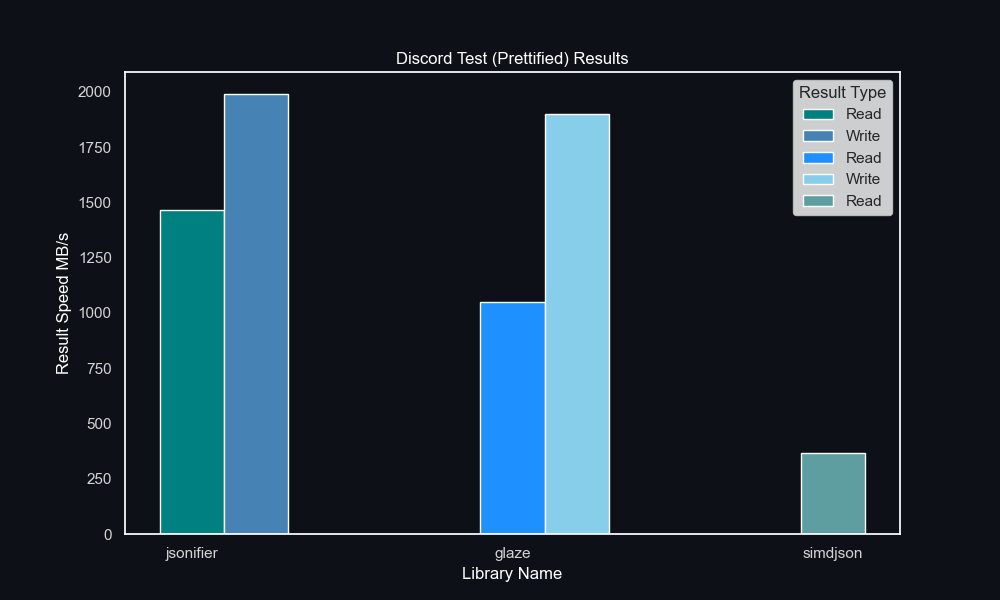 Discord Test (Prettified) Results
Result Type
Read
Write
Read
Write
Read
Result Speed MB/s
2000
1750
1500
1250
1000
750
500
250
0
jsonifier
glaze
simdjson
Library Name